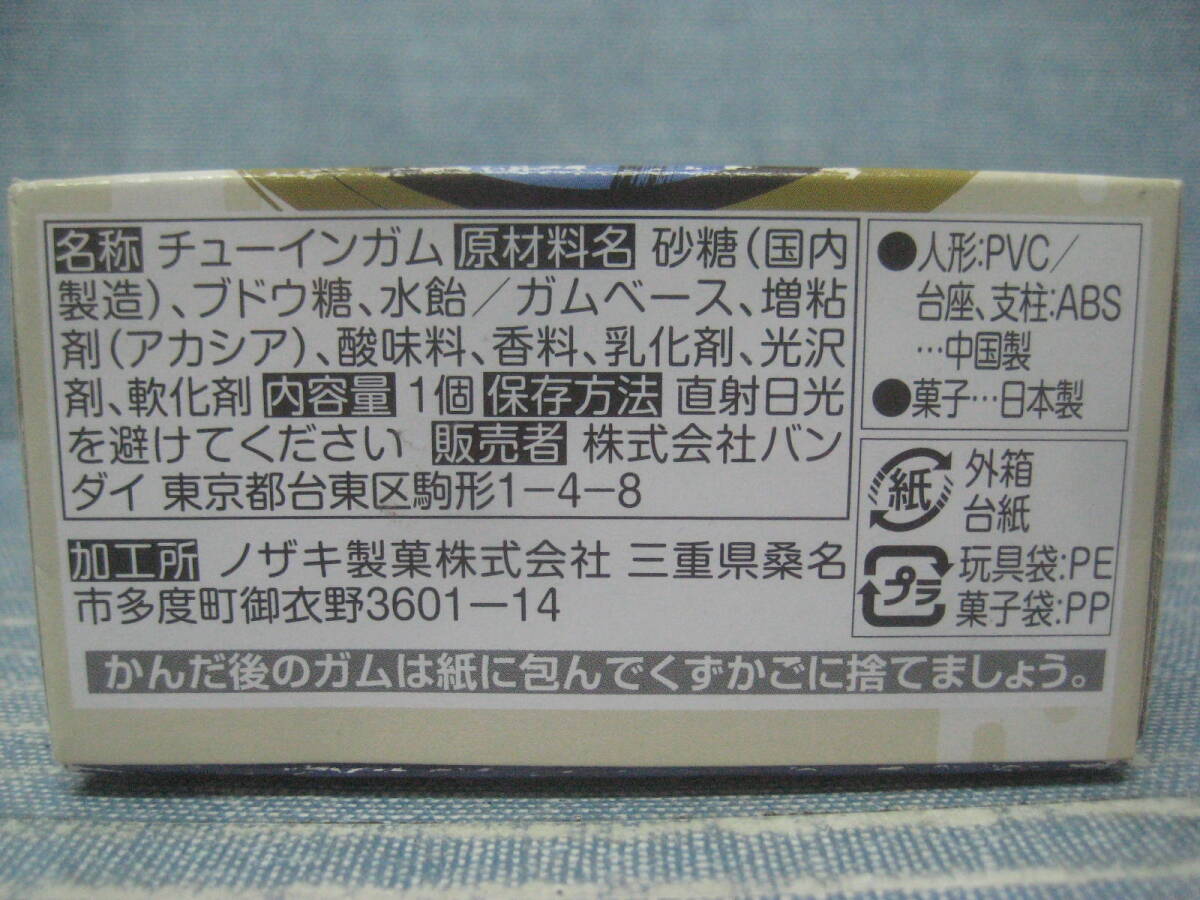 名称 チューインガム 原材料名 砂糖(国内
製造)、ブドウ糖、水飴/ガムベース、増粘
剤(アカシア)、酸味料、香料、乳化剤、光沢
剤、軟化剤 内容量 1個 保存方法 直射日光
を避けてください 販売者 株式会社バン
ダイ 東京都台東区駒形1-4-8
加工所 ノザキ製菓株式会社 三重県桑名
市多度町御衣野3601-14
●人形:PVC/
台座、支柱:ABS
…中国製
●菓子…日本製
紙 外箱
台紙
プラ 玩具袋:PE
菓子袋:PP
かんだ後のガムは紙に包んでくずかごに捨てましょう。